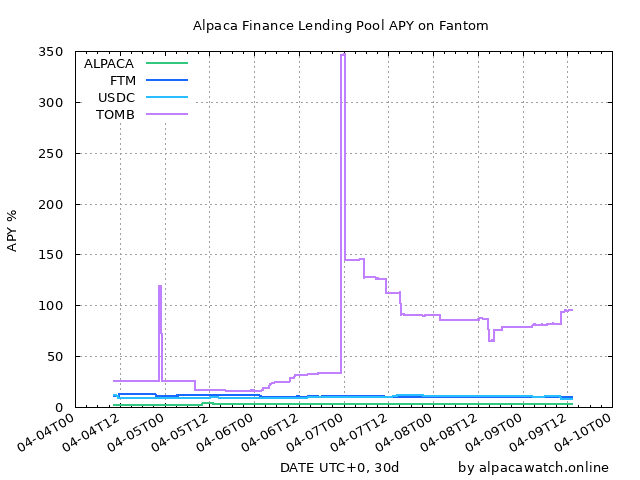 Alpaca Finance Lending Pool APY on Fantom
ALPACA
FTM
USDC
TOMB
APY %
350
300
250
200
150
100
50
0
04-04T00
04-04T12
04-05T00
04-05T12
04-06T00
04-06T12
04-07T00
04-07T12
04-08T00
04-08T12
04-09T00
04-09T12
04-10T00
DATE UTC+0, 30d
by alpacawatch.online